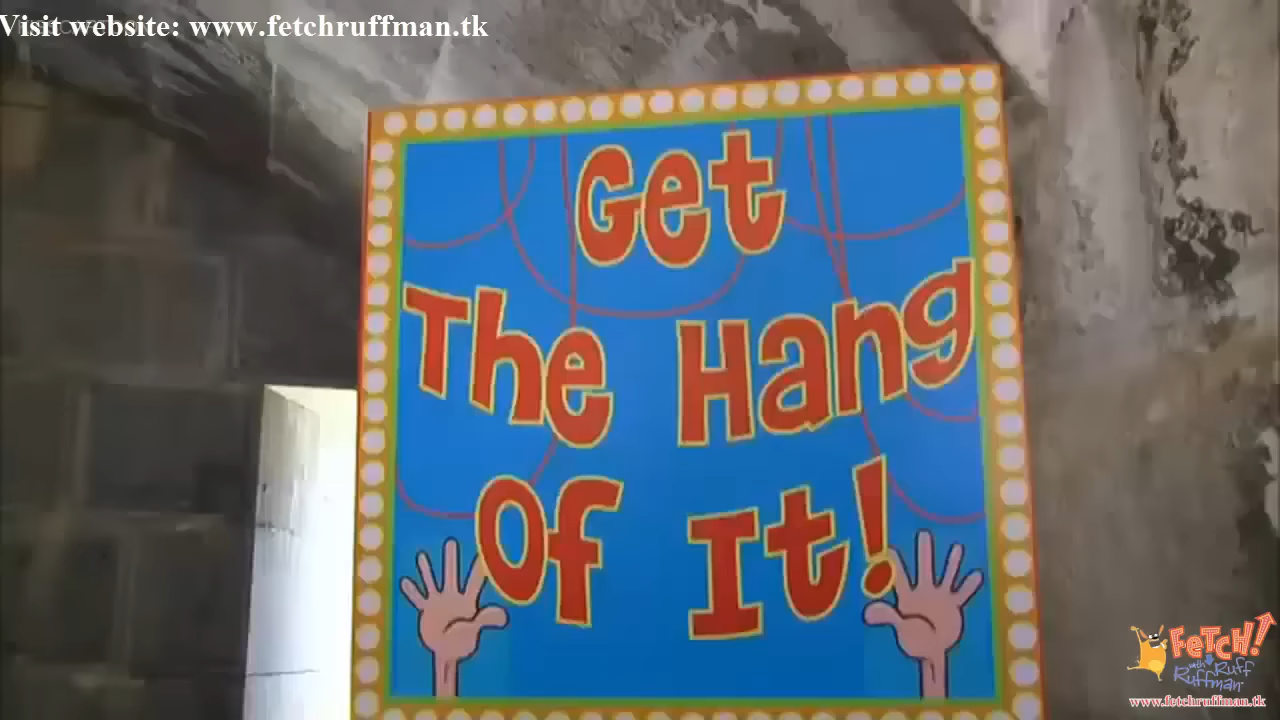 Visit website: www.fetchruffman.tk
Get
The Hang
Of It!
FeTCH!
with Ruff
Ruffman
www.fetchruffman.tk